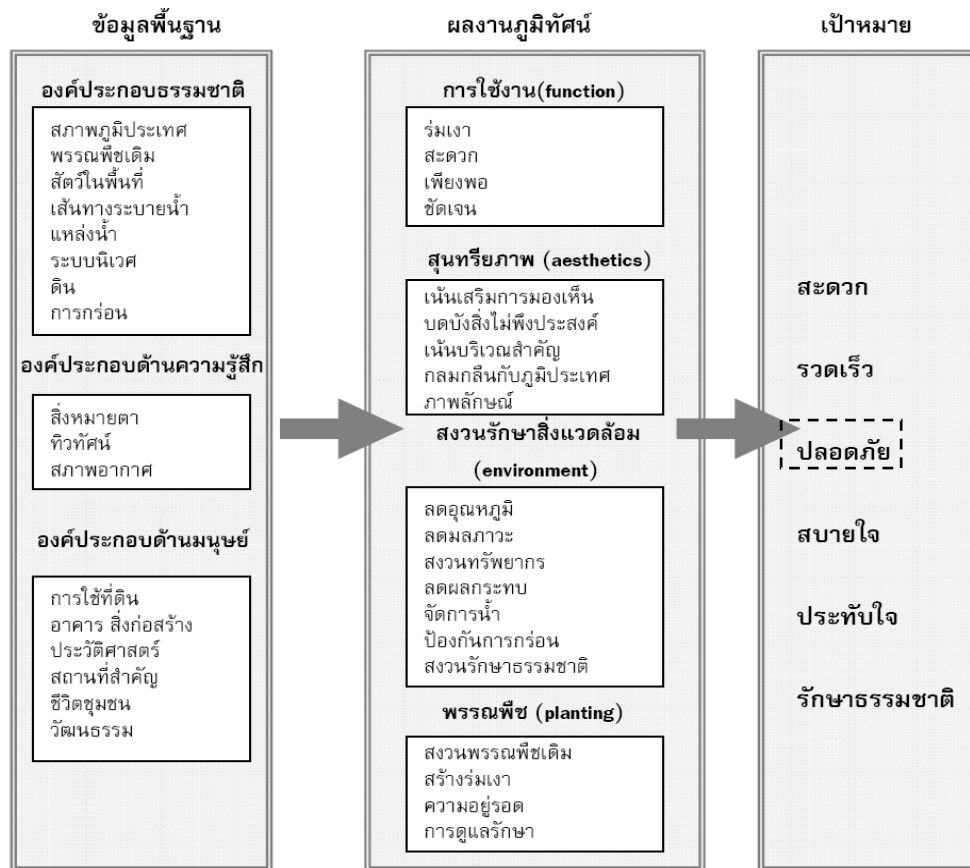 ข้อมูลพื้นฐาน
องค์ประกอบธรรมชาติ
สภาพภูมิประเทศ
พรรณพืชเดิม
สัตว์ในพื้นที่
เส้นทางระบายน้ำ
แหล่งน้ำ
ระบบนิเวศ
ดิน
การกร่อน
องค์ประกอบด้านความรู้สึก
สิ่งหมายตา
ทิวทัศน์
สภาพอากาศ
องค์ประกอบด้านมนุษย์
การใช้ที่ดิน
อาคาร สิ่งก่อสร้าง
ประวัติศาสตร์
สถานที่สำคัญ
ชีวิตชุมชน
วัฒนธรรม
ผลงานภูมิทัศน์
การใช้งาน(function)
ร่มเงา
สะดวก
เพียงพอ
ชัดเจน
สุนทรียภาพ (aesthetics)
เน้นเสริมการมองเห็น
บดบังสิ่งไม่พึงประสงค์
เน้นบริเวณสำคัญ
กลมกลืนกับภูมิประเทศ
ภาพลักษณ์
สงวนรักษาสิ่งแวดล้อม
(environment)
ลดอุณหภูมิ
ลดมลภาวะ
สงวนทรัพยากร
ลดผลกระทบ
จัดการน้ำ
ป้องกันการกร่อน
สงวนรักษาธรรมชาติ
พรรณพืช (planting)
สงวนพรรณพืชเดิม
สร้างร่มเงา
ความอยู่รอด
การดูแลรักษา
เป้าหมาย
สะดวก
รวดเร็ว
ปลอดภัย
สบายใจ
ประทับใจ
รักษาธรรมชาติ